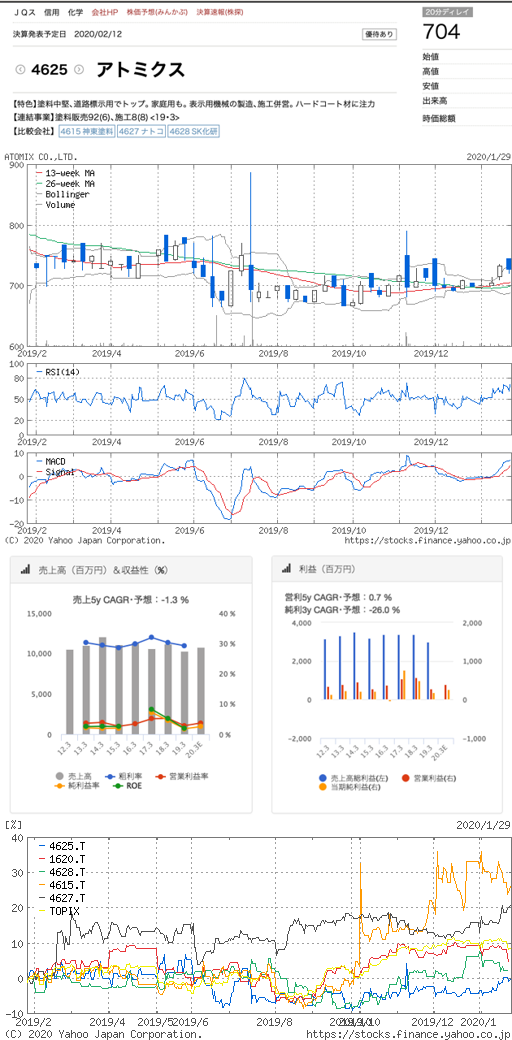 JQス 信用 化学 会社HP 株価予想(みんかぶ) 決算速報(株探)
20分ディレイ
704
決算発表予定日 2020/02/12
優待あり
4625 アトミクス
始値
高値
安値
出来高
時価総額
【特色】塗料中堅、道路標示用でトップ。家庭用も。表示用機械の製造、施工併営。ハードコート材に注力
【連結事業】塗料販売92(6)、施工8(8) <19・3>
【比較会社】 4615 神東塗料 4627 ナトコ 4628 SK化研
ATOMIX CO.,LTD. 2020/1/29
900
800
700
600
13-week MA
26-week MA
Bollinger
Volume
2019/2 2019/4 2019/6 2019/8 2019/10 2019/12
100
80
60
40
20
0
RSI(14)
2019/2 2019/4 2019/6 2019/8 2019/10 2019/12
10
0
-10
-20
MACD
Signal
2019/2 2019/4 2019/6 2019/8 2019/10 2019/12
(C) 2020 Yahoo Japan Corporation. https://stocks.finance.yahoo.co.jp/
売上高（百万円）＆収益性（%）
売上5y CAGR・予想：-1.3 %
15,000
10,000
5,000
0
40 %
30 %
20 %
10 %
0 %
12.3 13.3 14.3 15.3 16.3 17.3 18.3 19.3 20.3E
売上高 粗利率 営業利益率
純利益率 ROE
利益（百万円）
営利5y CAGR・予想：0.7 %
純利3y CAGR・予想：-26.0 %
4,000
2,000
0
-2,000
2,000
1,000
0
-1,000
12.3 13.3 14.3 15.3 16.3 17.3 18.3 19.3 20.3E
売上高総利益(左) 営業利益(右)
当期純利益(右)
[%] 2020/1/29
40
30
20
10
0
-10
4625.T
1620.T
4628.T
4615.T
4627.T
TOPIX
2019/2 2019/4 2019/5 2019/6 2019/8 2019/10 2019/12 2020/1
(C) 2020 Yahoo Japan Corporation. https://stocks.finance.yahoo.co.jp/